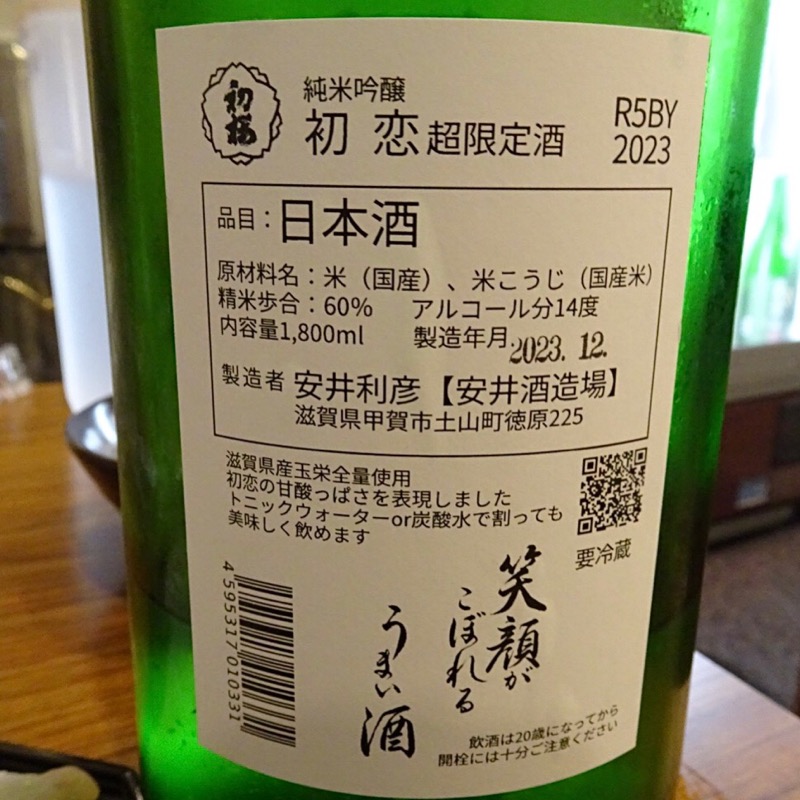 初桜
純米吟醸
初恋 超限定酒
R5BY
2023
品目：日本酒
原材料名：米（国産）、米こうじ（国産米）
精米歩合：60% アルコール分14度
内容量1,800ml 製造年月 2023. 12.
製造者 安井利彦【安井酒造場】
滋賀県甲賀市土山町徳原225
滋賀県産玉栄全量使用
初恋の甘酸っぱさを表現しました
トニックウォーターor炭酸水で割っても
美味しく飲めます
要冷蔵
4595317010331
笑顔が
こぼれる
うまい酒
飲酒は20歳になってから
開栓には十分ご注意ください